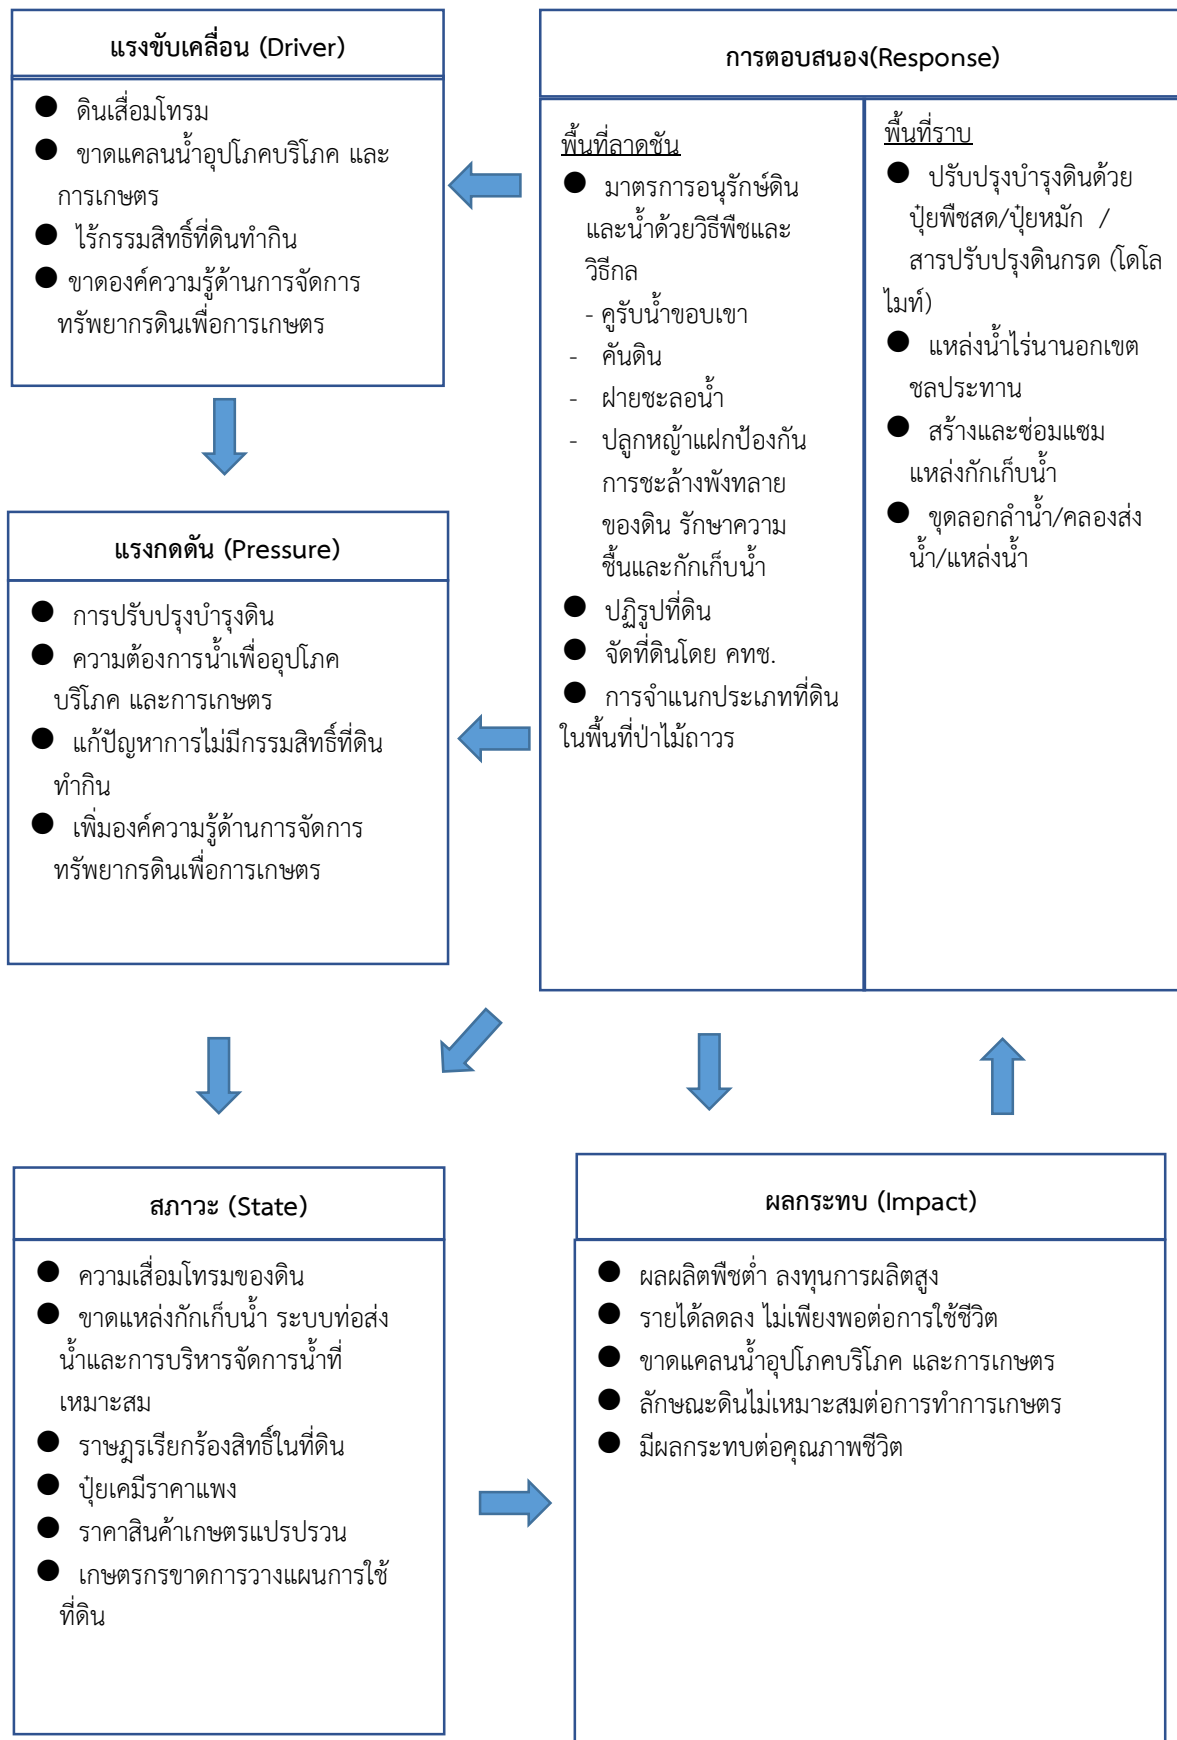 แรงขับเคลื่อน (Driver)
● ดินเสื่อมโทรม
● ขาดแคลนน้ำอุปโภคบริโภค และ
การเกษตร
● ไร้กรรมสิทธิ์ที่ดินทำกิน
● ขาดองค์ความรู้ด้านการจัดการ
ทรัพยากรดินเพื่อการเกษตร
แรงกดดัน (Pressure)
● การปรับปรุงบำรุงดิน
● ความต้องการน้ำเพื่ออุปโภค
บริโภค และการเกษตร
● แก้ปัญหาการไม่มีกรรมสิทธิ์ที่ดิน
ทำกิน
● เพิ่มองค์ความรู้ด้านการจัดการ
ทรัพยากรดินเพื่อการเกษตร
การตอบสนอง(Response)
พื้นที่ลาดชัน
● มาตรการอนุรักษ์ดิน
และน้ำด้วยวิธีพืชและ
วิธีกล
- คูรับน้ำขอบเขา
- คันดิน
- ฝายชะลอน้ำ
- ปลูกหญ้าแฝกป้องกัน
การชะล้างพังทลาย
ของดิน รักษาความ
ชื้นและกักเก็บน้ำ
● ปฏิรูปที่ดิน
● จัดที่ดินโดย คทช.
● การจำแนกประเภทที่ดิน
ในพื้นที่ป่าไม้ถาวร
พื้นที่ราบ
● ปรับปรุงบำรุงดินด้วย
ปุ๋ยพืชสด/ปุ๋ยหมัก /
สารปรับปรุงดินกรด (โดโล
ไมท์)
● แหล่งน้ำไร่นานอกเขต
ชลประทาน
● สร้างและซ่อมแซม
แหล่งกักเก็บน้ำ
● ขุดลอกลำน้ำ/คลองส่ง
น้ำ/แหล่งน้ำ
สภาวะ (State)
● ความเสื่อมโทรมของดิน
● ขาดแหล่งกักเก็บน้ำ ระบบท่อส่ง
น้ำและการบริหารจัดการน้ำที่
เหมาะสม
● ราษฎรเรียกร้องสิทธิ์ในที่ดิน
● ปุ๋ยเคมีราคาแพง
● ราคาสินค้าเกษตรแปรปรวน
● เกษตรกรขาดการวางแผนการใช้
ที่ดิน
ผลกระทบ (Impact)
● ผลผลิตพืชต่ำ ลงทุนการผลิตสูง
● รายได้ลดลง ไม่เพียงพอต่อการใช้ชีวิต
● ขาดแคลนน้ำอุปโภคบริโภค และการเกษตร
● ลักษณะดินไม่เหมาะสมต่อการทำการเกษตร
● มีผลกระทบต่อคุณภาพชีวิต